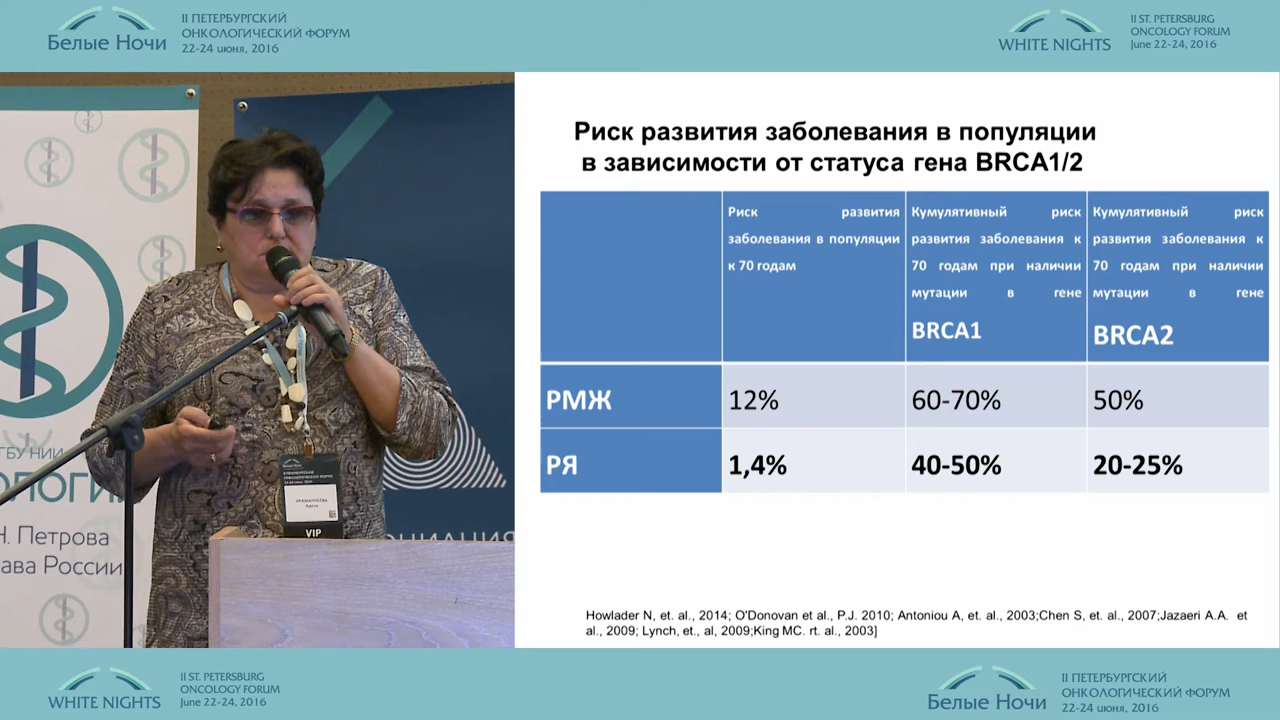 II ПЕТЕРБУРГСКИЙ
ОНКОЛОГИЧЕСКИЙ ФОРУМ
22-24 июня, 2016
Белые Ночи
II ST. PETERSBURG
ONCOLOGY FORUM
June 22-24, 2016
WHITE NIGHTS
Риск развития заболевания в популяции
в зависимости от статуса гена BRCA1/2
Риск развития
заболевания в популяции
к 70 годам
Кумулятивный риск
развития заболевания к
70 годам при наличии
мутации в гене
BRCA1
Кумулятивный риск
развития заболевания к
70 годам при наличии
мутации в гене
BRCA2
РМЖ
12%
60-70%
50%
РЯ
1,4%
40-50%
20-25%
Howlader N, et. al., 2014; O'Donovan et al., P.J. 2010; Antoniou A, et. al., 2003;Chen S, et. al., 2007;Jazaeri A.A. et
al., 2009; Lynch, et., al, 2009;King MC. rt. al., 2003]
НИИ
Петрова
России
Белые Ночи
VIP
WHITE NIGHTS
II ST. PETERSBURG
ONCOLOGY FORUM
June 22-24, 2016
Белые Ночи
II ПЕТЕРБУРГСКИЙ
ОНКОЛОГИЧЕСКИЙ ФОРУМ
22-24 июня, 2016